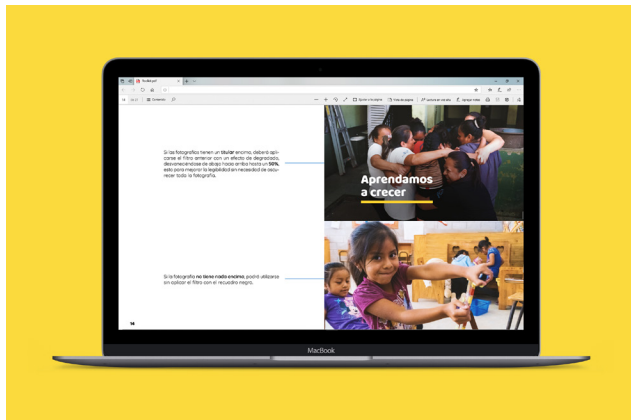 Si las fotografías tienen un titular encima, deberá apli-
carse el filtro anterior con un efecto de degradado,
desvaneciéndose de abajo hacia arriba hasta un 50%,
esto para mejorar la legibilidad sin necesidad de oscu-
recer toda la fotografía.
Aprendamos
a crecer
Si la fotografía no tiene nada encima, podrá utilizarse
sin aplicar el filtro con el recuadro negro.
14
MacBook